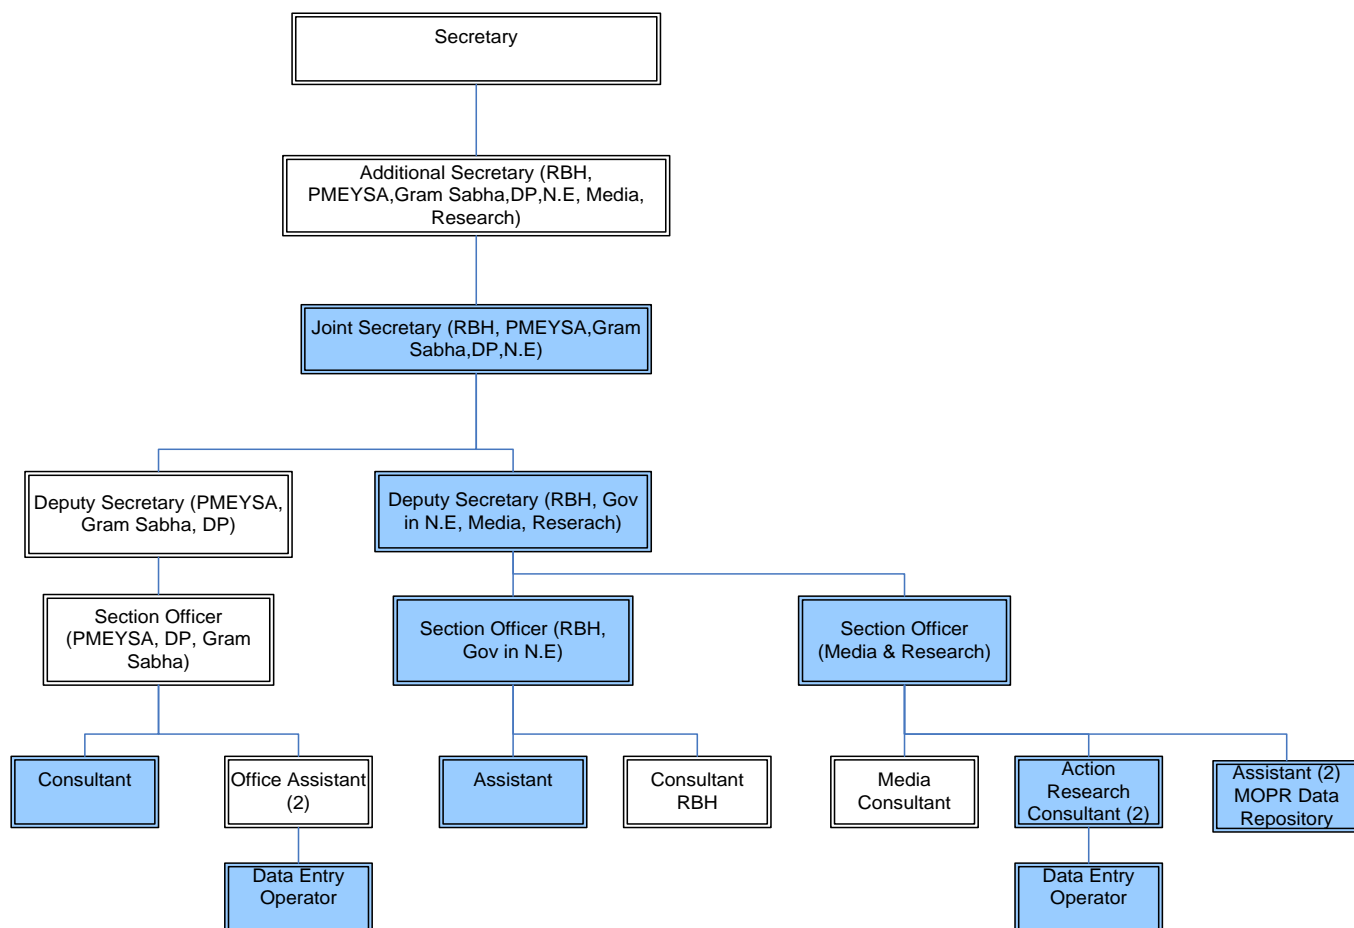 Secretary
Additional Secretary (RBH,
PMEYSA,Gram Sabha,DP,N.E, Media,
Research)
Joint Secretary (RBH, PMEYSA,Gram
Sabha,DP,N.E)
Deputy Secretary (PMEYSA,
Gram Sabha, DP)
Deputy Secretary (RBH, Gov
in N.E, Media, Reserach)
Section Officer
(PMEYSA, DP, Gram
Sabha)
Section Officer (RBH,
Gov in N.E)
Section Officer
(Media & Research)
Consultant
Office Assistant
(2)
Assistant
Consultant
RBH
Media
Consultant
Action
Research
Consultant (2)
Assistant (2)
MOPR Data
Repository
Data Entry
Operator
Data Entry
Operator